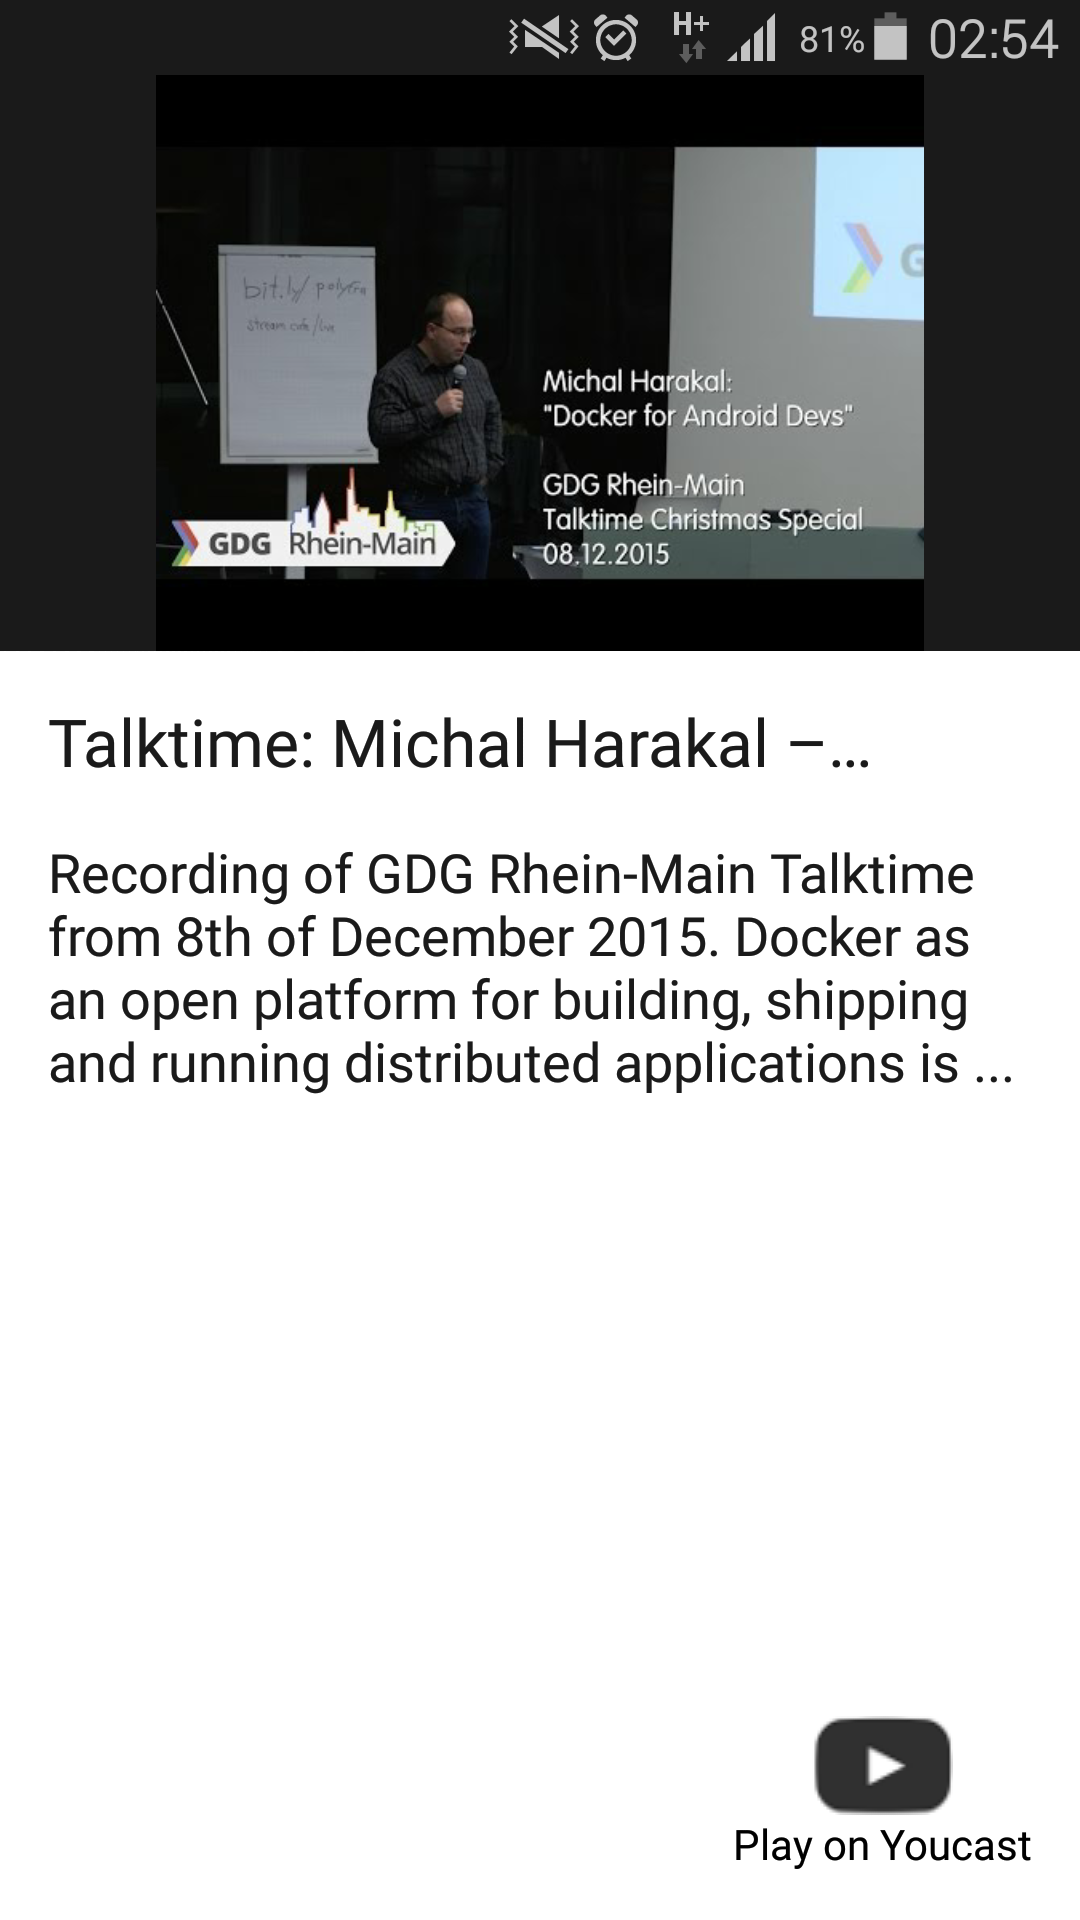 H+ 81% 02:54
bit.ly/ polymra
stream.cafe/live
G
Michal Harakal:
"Docker for Android Devs"
GDG Rhein-Main
Talktime Christmas Special
08.12.2015
GDG Rhein-Main
Talktime: Michal Harakal –…
Recording of GDG Rhein-Main Talktime
from 8th of December 2015. Docker as
an open platform for building, shipping
and running distributed applications is ...
Play on Youcast